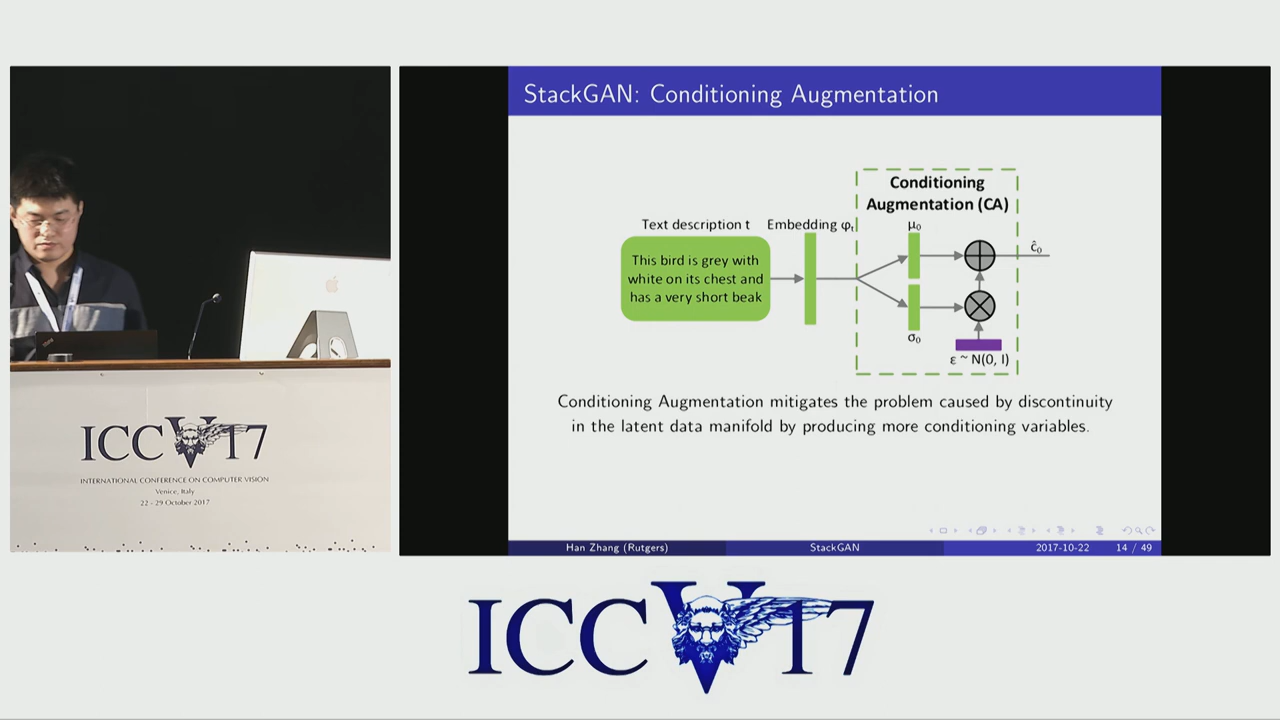 StackGAN: Conditioning Augmentation
Conditioning
Augmentation (CA)
Text description t
Embedding φt
μ0
ĉ0
This bird is grey with
white on its chest and
has a very short beak
σ0
ε ~ N(0, I)
Conditioning Augmentation mitigates the problem caused by discontinuity
in the latent data manifold by producing more conditioning variables.
Han Zhang (Rutgers)
StackGAN
2017-10-22
14 / 49
ICCV17
INTERNATIONAL CONFERENCE ON COMPUTER VISION
Venice, Italy
22 - 29 October 2017
ICCV17